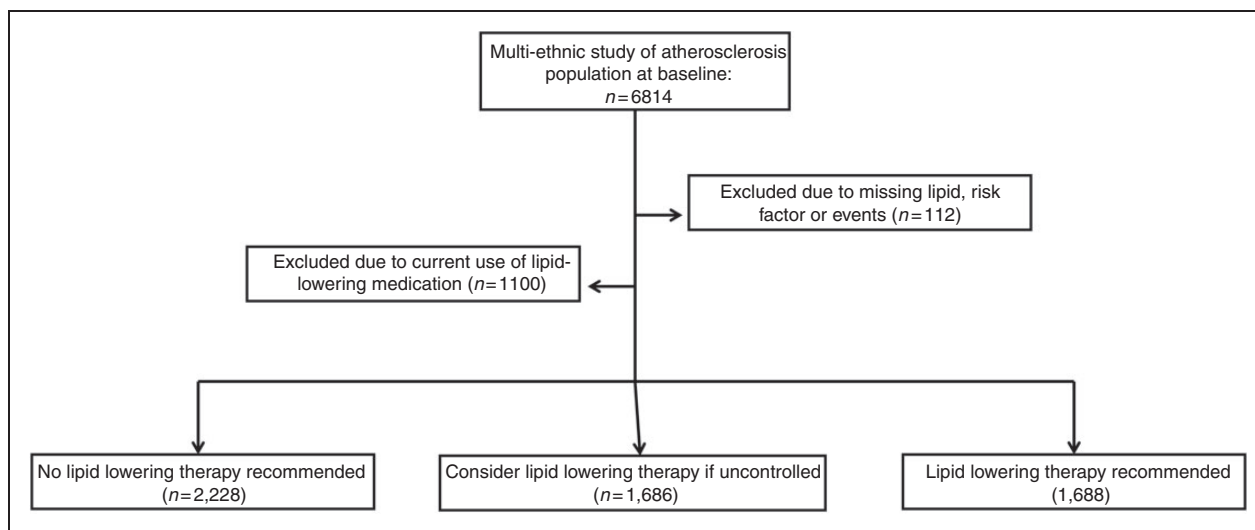 Multi-ethnic study of atherosclerosis
population at baseline:
n=6814
Excluded due to missing lipid, risk
factor or events (n=112)
Excluded due to current use of lipid-
lowering medication (n=1100)
No lipid lowering therapy recommended
(n=2,228)
Consider lipid lowering therapy if uncontrolled
(n=1,686)
Lipid lowering therapy recommended
(1,688)